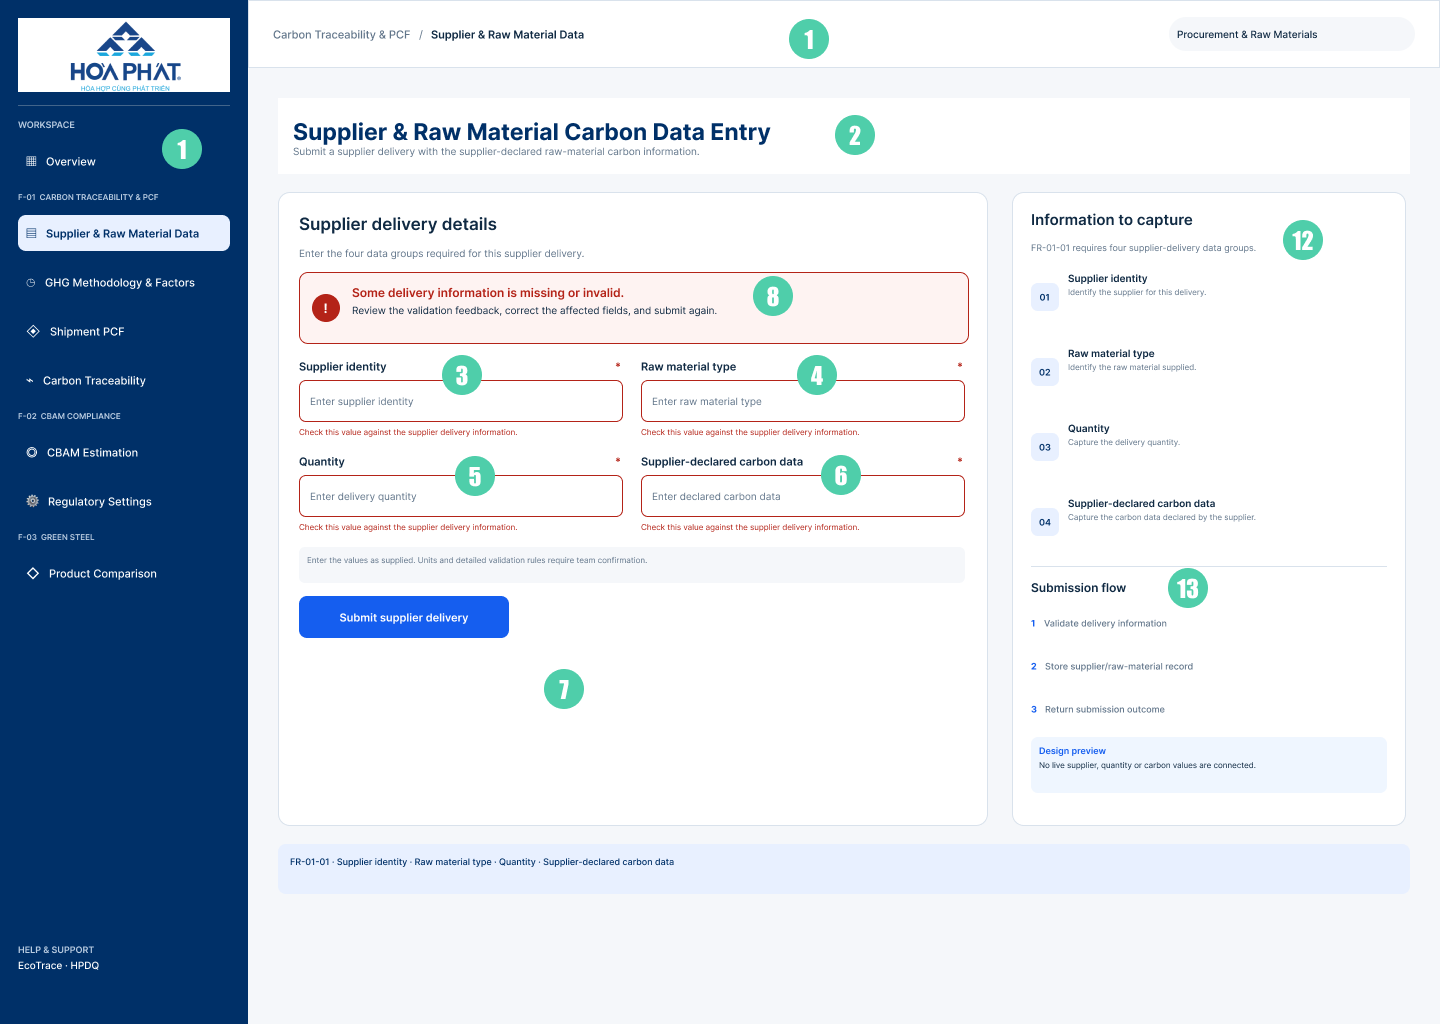 HÒA PHÁT
HÒA HỢP CÙNG PHÁT TRIỂN
WORKSPACE
1
Overview
F-01 CARBON TRACEABILITY & PCF
Supplier & Raw Material Data
GHG Methodology & Factors
Shipment PCF
Carbon Traceability
F-02 CBAM COMPLIANCE
CBAM Estimation
Regulatory Settings
F-03 GREEN STEEL
Product Comparison
HELP & SUPPORT
EcoTrace · HPDQ
Carbon Traceability & PCF / Supplier & Raw Material Data
1
Procurement & Raw Materials
Supplier & Raw Material Carbon Data Entry
2
Submit a supplier delivery with the supplier-declared raw-material carbon information.
Supplier delivery details
Enter the four data groups required for this supplier delivery.
!
Some delivery information is missing or invalid.
8
Review the validation feedback, correct the affected fields, and submit again.
Supplier identity *
3
Enter supplier identity
Check this value against the supplier delivery information.
Raw material type *
4
Enter raw material type
Check this value against the supplier delivery information.
Quantity *
5
Enter delivery quantity
Check this value against the supplier delivery information.
Supplier-declared carbon data *
6
Enter declared carbon data
Check this value against the supplier delivery information.
Enter the values as supplied. Units and detailed validation rules require team confirmation.
Submit supplier delivery
7
Information to capture
12
FR-01-01 requires four supplier-delivery data groups.
01
Supplier identity
Identify the supplier for this delivery.
02
Raw material type
Identify the raw material supplied.
03
Quantity
Capture the delivery quantity.
04
Supplier-declared carbon data
Capture the carbon data declared by the supplier.
Submission flow
13
1 Validate delivery information
2 Store supplier/raw-material record
3 Return submission outcome
Design preview
No live supplier, quantity or carbon values are connected.
FR-01-01 · Supplier identity · Raw material type · Quantity · Supplier-declared carbon data